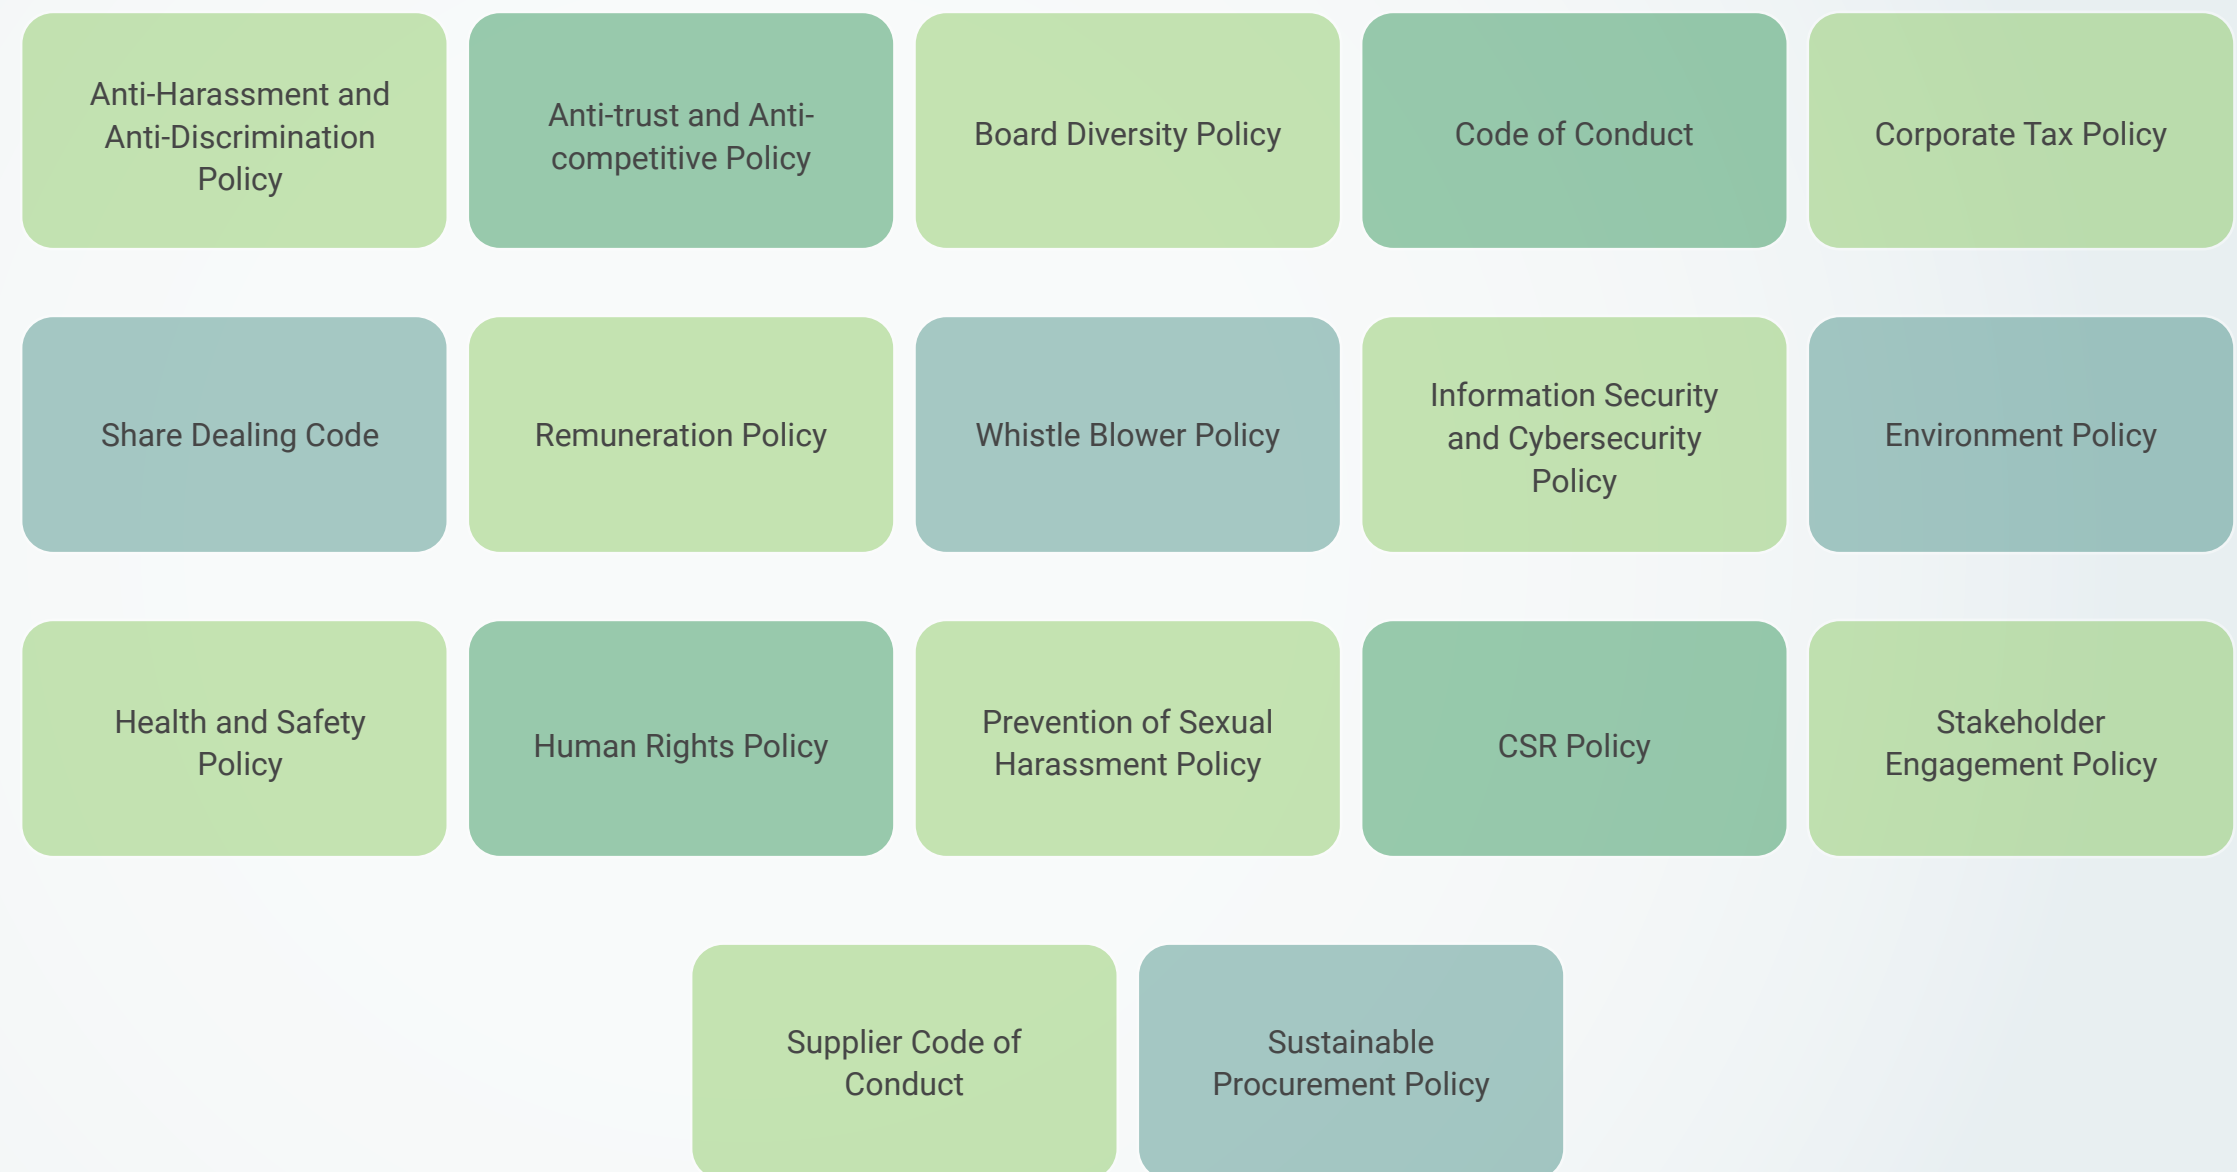 Anti-Harassment and
Anti-Discrimination
Policy
Anti-trust and Anti-
competitive Policy
Board Diversity Policy
Code of Conduct
Corporate Tax Policy
Share Dealing Code
Remuneration Policy
Whistle Blower Policy
Information Security
and Cybersecurity
Policy
Environment Policy
Health and Safety
Policy
Human Rights Policy
Prevention of Sexual
Harassment Policy
CSR Policy
Stakeholder
Engagement Policy
Supplier Code of
Conduct
Sustainable
Procurement Policy